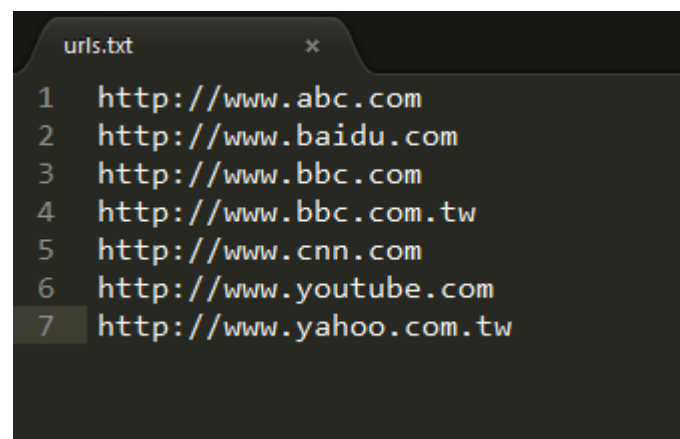 urls.txt ×
1 http://www.abc.com
2 http://www.baidu.com
3 http://www.bbc.com
4 http://www.bbc.com.tw
5 http://www.cnn.com
6 http://www.youtube.com
7 http://www.yahoo.com.tw